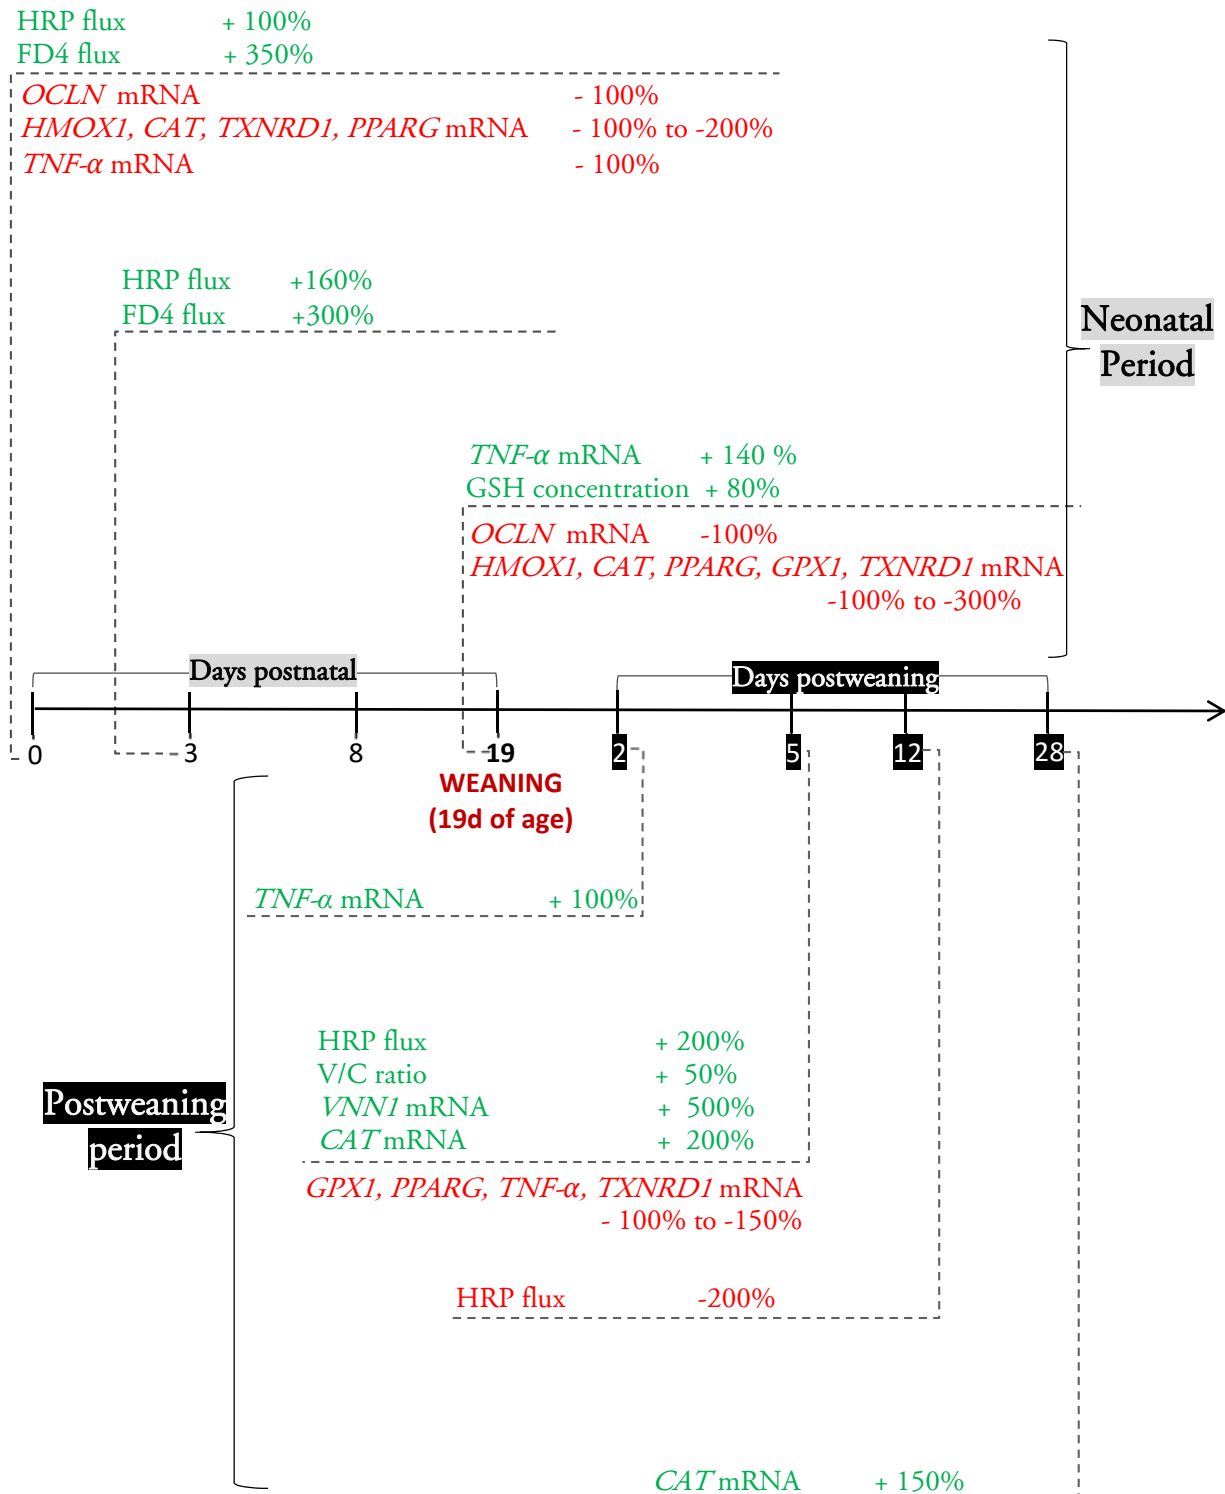 HRP flux + 100%
FD4 flux + 350%
OCLN mRNA - 100%
HMOX1, CAT, TXNRD1, PPARG mRNA - 100% to -200%
TNF-α mRNA - 100%
HRP flux +160%
FD4 flux +300%
Neonatal
Period
TNF-α mRNA + 140 %
GSH concentration + 80%
OCLN mRNA -100%
HMOX1, CAT, PPARG, GPX1, TXNRD1 mRNA
-100% to -300%
Days postnatal Days postweaning
0 3 8 19 2 5 12 28
WEANING
(19d of age)
TNF-α mRNA + 100%
HRP flux + 200%
V/C ratio + 50%
VNN1 mRNA + 500%
CAT mRNA + 200%
Postweaning
period
GPX1, PPARG, TNF-α, TXNRD1 mRNA
- 100% to -150%
HRP flux -200%
CAT mRNA + 150%